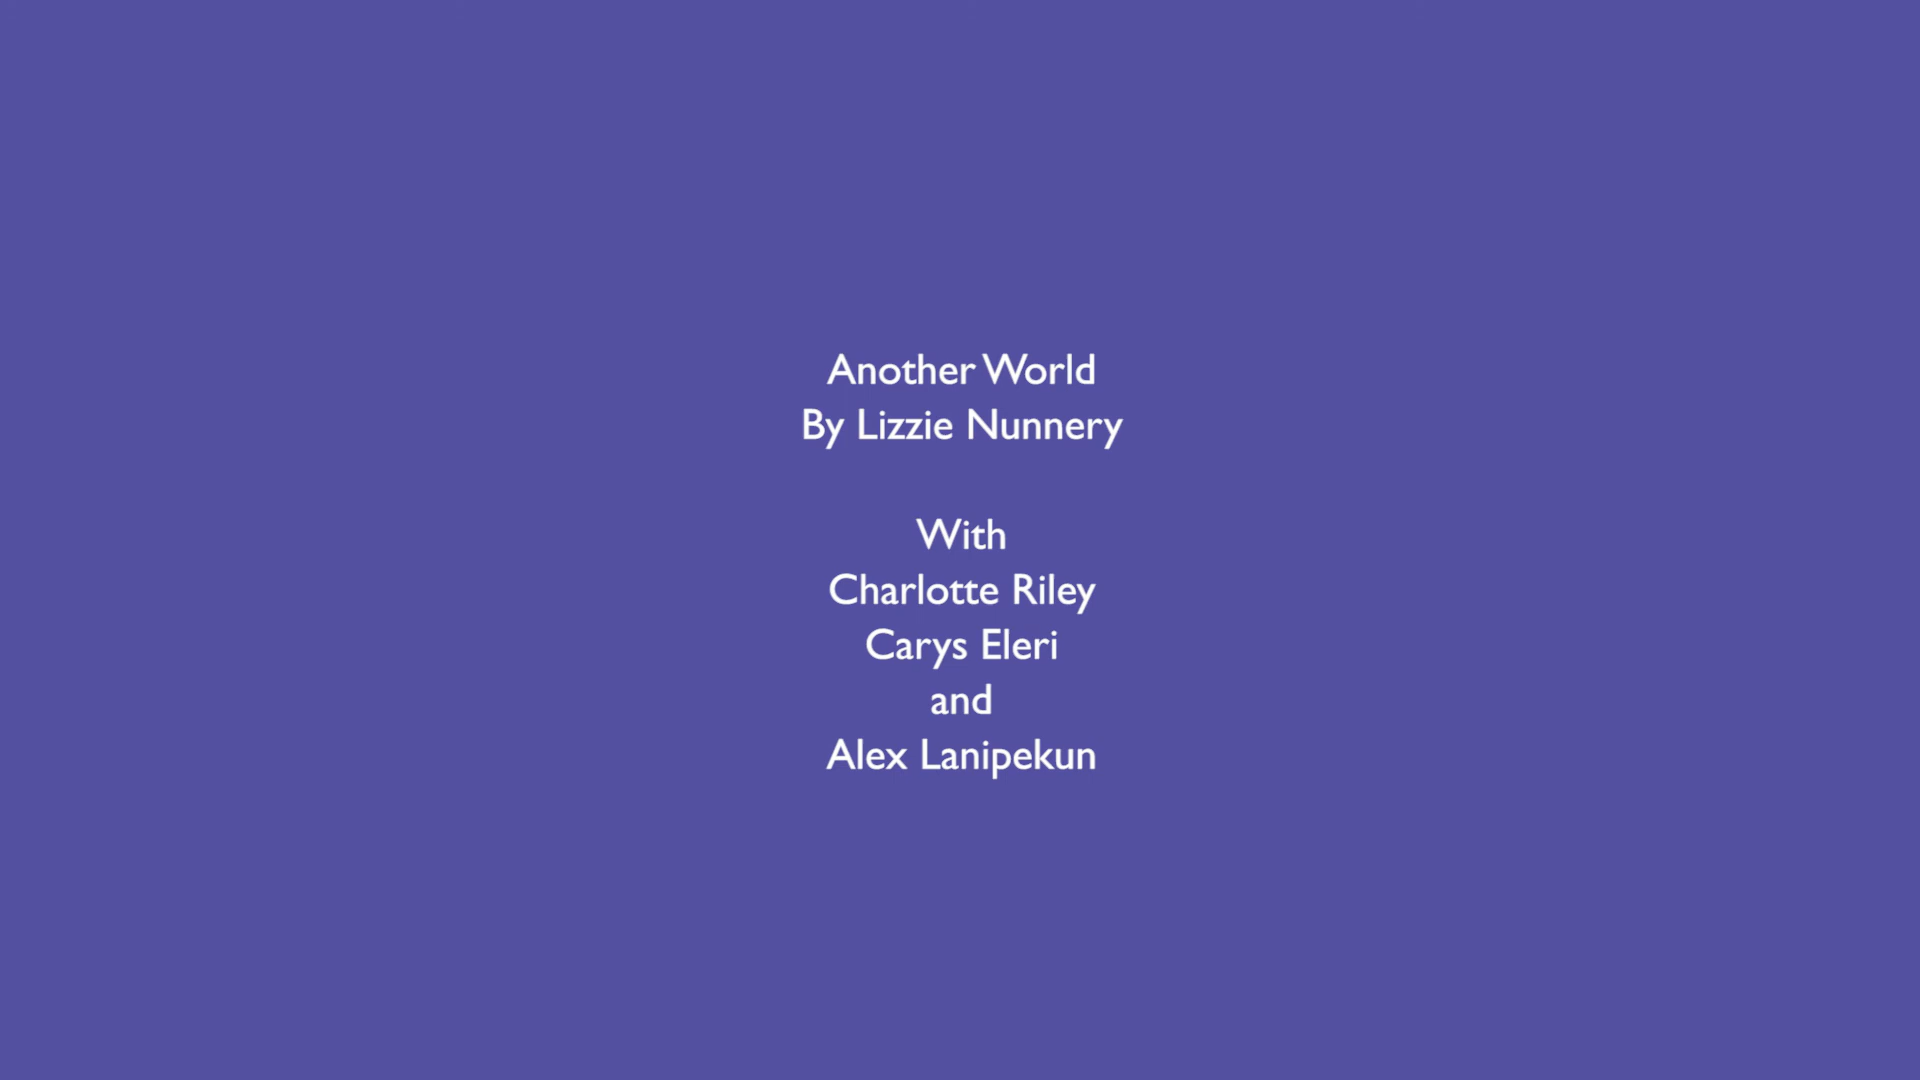 Another World
By Lizzie Nunnery
With
Charlotte Riley
Carys Eleri
and
Alex Lanipekun